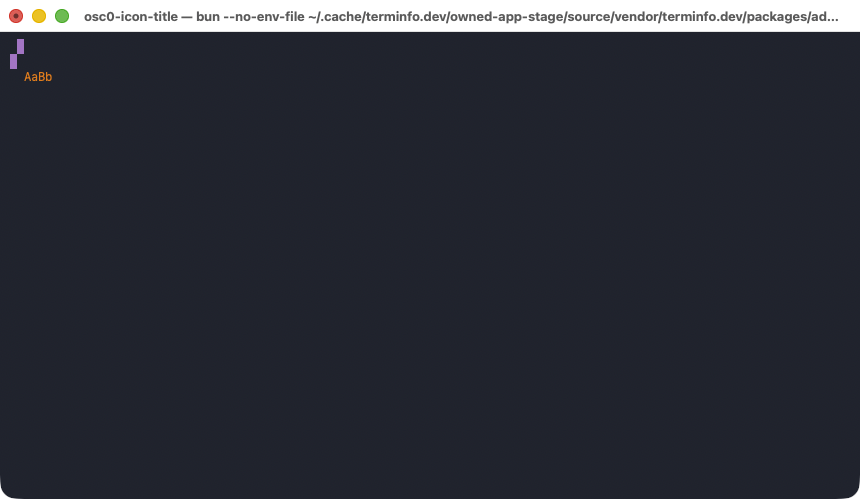 osc0-icon-title — bun --no-env-file ~/.cache/terminfo.dev/owned-app-stage/source/vendor/terminfo.dev/packages/ad...
AaBb